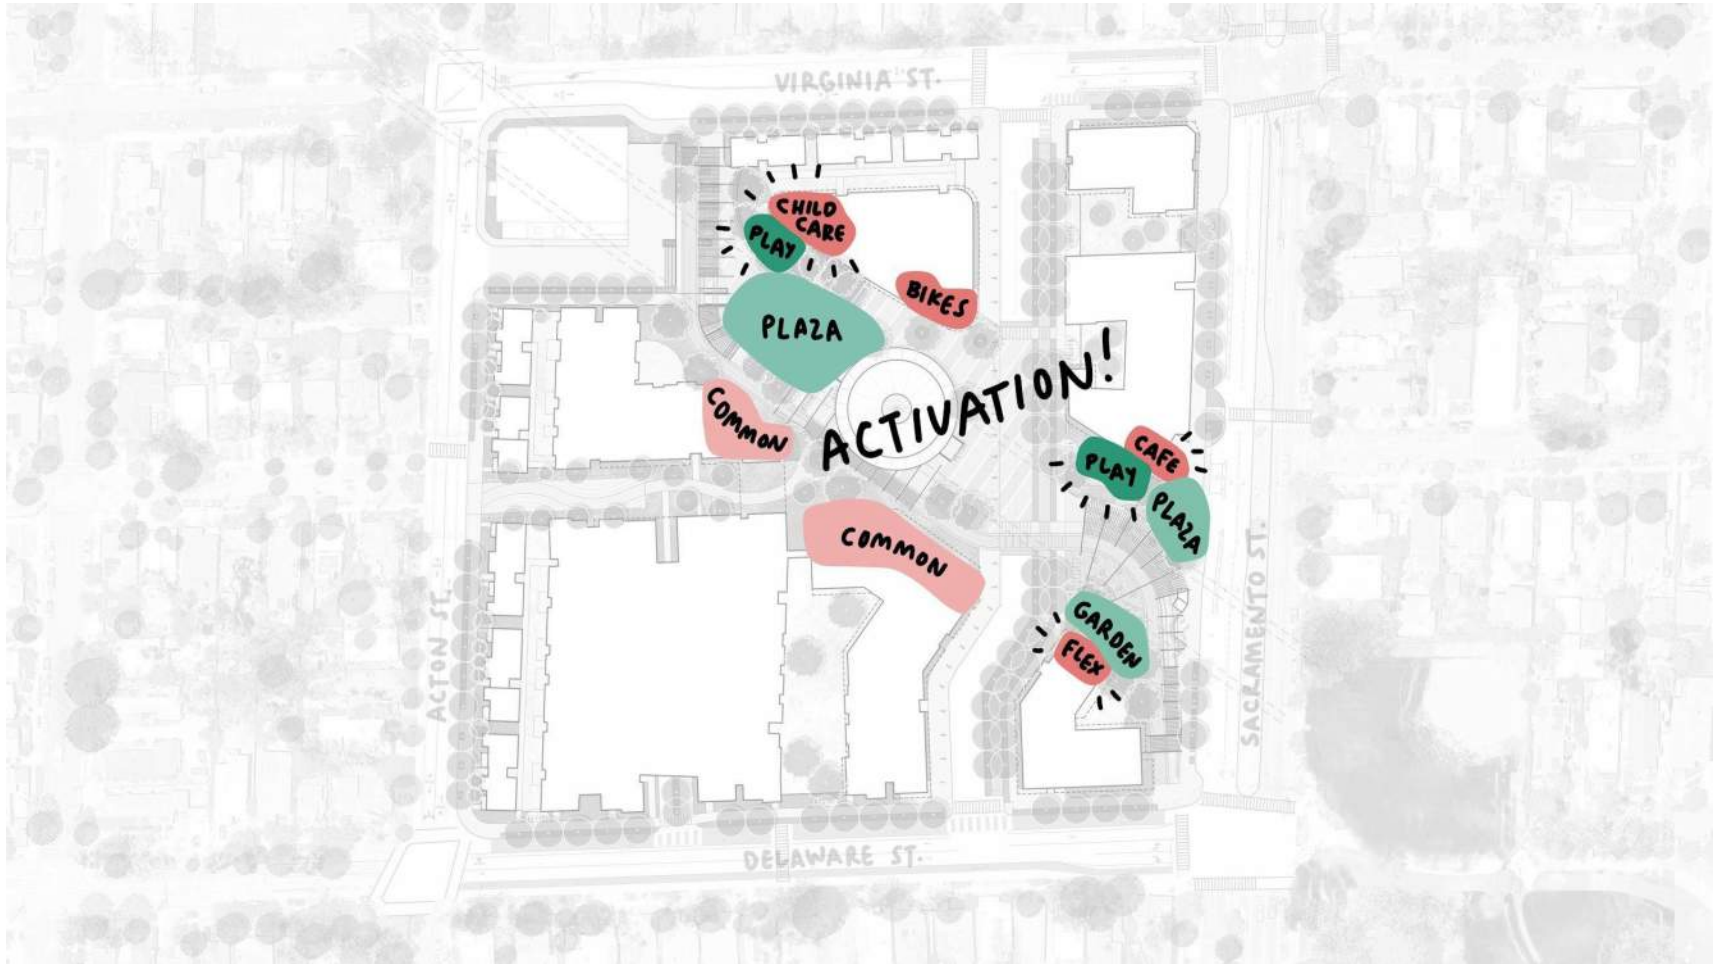 VIRGINIA ST.
CHILD
CARE
PLAY
BIKES
PLAZA
ACTIVATION!
COMMON
CAFE
PLAY
PLAZA
COMMON
GARDEN
FLEX
ACTON ST.
SACRAMENTO ST.
DELAWARE ST.